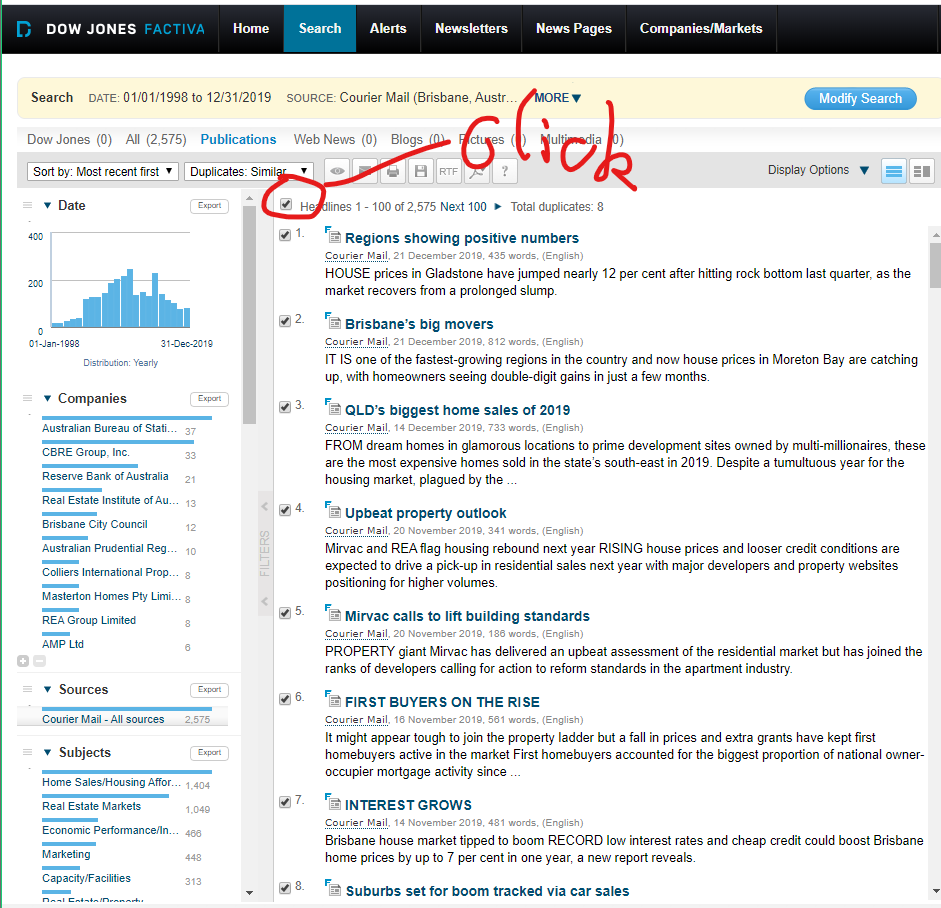 DOW JONES FACTIVA Home Search Alerts Newsletters News Pages Companies/Markets
Search DATE: 01/01/1998 to 12/31/2019 SOURCE: Courier Mail (Brisbane, Austr... MORE▼ Modify Search
Dow Jones (0) All (2,575) Publications Web News (0) Blogs (0) Pictures Multimedia (0)
Click
Sort by: Most recent first ▼ Duplicates: Similar ▼ RTF ? Display Options ▼
▼ Date Export
400
200
0
01-Jan-1998 31-Dec-2019
Distribution: Yearly
▼ Companies Export
Australian Bureau of Stati... 37
CBRE Group, Inc. 33
Reserve Bank of Australia 21
Real Estate Institute of Au... 13
Brisbane City Council 12
Australian Prudential Reg... 10
Colliers International Prop... 8
Masterton Homes Pty Limi... 8
REA Group Limited 8
AMP Ltd 6
▼ Sources Export
Courier Mail - All sources 2,575
▼ Subjects Export
Home Sales/Housing Affor... 1,404
Real Estate Markets 1,049
Economic Performance/In... 466
Marketing 448
Capacity/Facilities 313
Real Estate/Property
FILTERS
Headlines 1 - 100 of 2,575 Next 100 ► Total duplicates: 8
1. Regions showing positive numbers
Courier Mail, 21 December 2019, 435 words, (English)
HOUSE prices in Gladstone have jumped nearly 12 per cent after hitting rock bottom last quarter, as the
market recovers from a prolonged slump.
2. Brisbane's big movers
Courier Mail, 21 December 2019, 812 words, (English)
IT IS one of the fastest-growing regions in the country and now house prices in Moreton Bay are catching
up, with homeowners seeing double-digit gains in just a few months.
3. QLD's biggest home sales of 2019
Courier Mail, 14 December 2019, 733 words, (English)
FROM dream homes in glamorous locations to prime development sites owned by multi-millionaires, these
are the most expensive homes sold in the state's south-east in 2019. Despite a tumultuous year for the
housing market, plagued by the ...
4. Upbeat property outlook
Courier Mail, 20 November 2019, 341 words, (English)
Mirvac and REA flag housing rebound next year RISING house prices and looser credit conditions are
expected to drive a pick-up in residential sales next year with major developers and property websites
positioning for higher volumes.
5. Mirvac calls to lift building standards
Courier Mail, 20 November 2019, 186 words, (English)
PROPERTY giant Mirvac has delivered an upbeat assessment of the residential market but has joined the
ranks of developers calling for action to reform standards in the apartment industry.
6. FIRST BUYERS ON THE RISE
Courier Mail, 16 November 2019, 561 words, (English)
It might appear tough to join the property ladder but a fall in prices and extra grants have kept first
homebuyers active in the market First homebuyers accounted for the biggest proportion of national owner-
occupier mortgage activity since ...
7. INTEREST GROWS
Courier Mail, 14 November 2019, 481 words, (English)
Brisbane house market tipped to boom RECORD low interest rates and cheap credit could boost Brisbane
home prices by up to 7 per cent in one year, a new report reveals.
8. Suburbs set for boom tracked via car sales